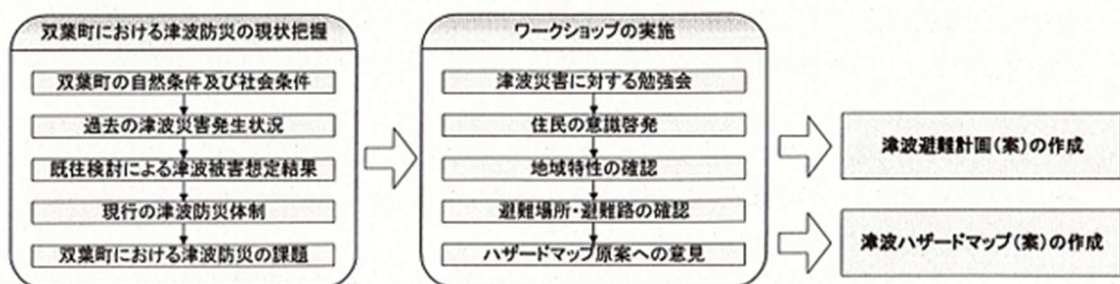 双葉町における津波防災の現状把握
双葉町の自然条件及び社会条件
過去の津波災害発生状況
既往検討による津波被害想定結果
現行の津波防災体制
双葉町における津波防災の課題
ワークショップの実施
津波災害に対する勉強会
住民の意識啓発
地域特性の確認
避難場所・避難路の確認
ハザードマップ原案への意見
津波避難計画(案)の作成
津波ハザードマップ(案)の作成